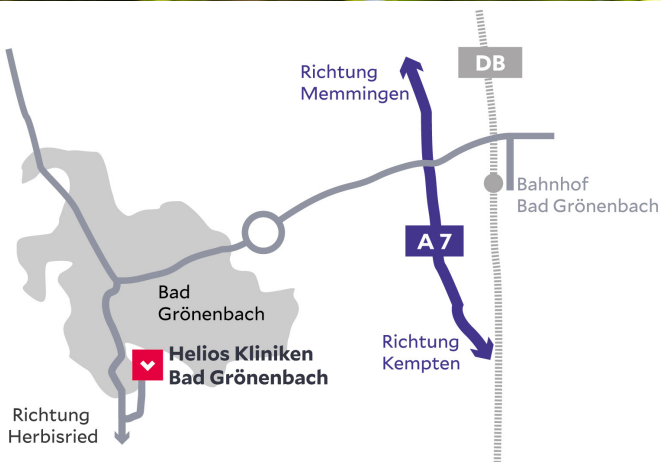 DB
Richtung
Memmingen
Bahnhof
Bad Grönenbach
A 7
Bad
Grönenbach
Richtung
Kempten
Helios Kliniken
Bad Grönenbach
Richtung
Herbisried